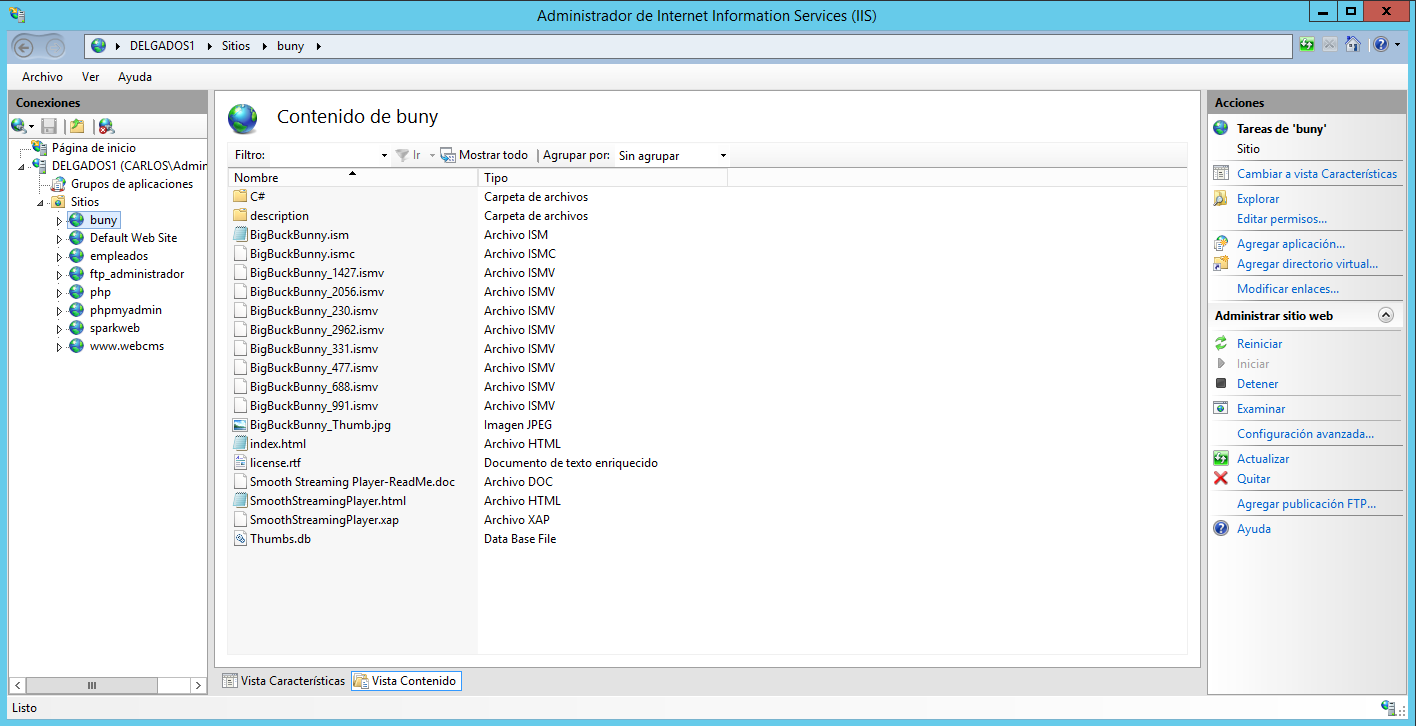 Administrador de Internet Information Services (IIS)
DELGADOS1 Sitios buny
Archivo Ver Ayuda
Conexiones
Página de inicio
DELGADOS1 (CARLOS\Admin
Grupos de aplicaciones
Sitios
buny
Default Web Site
empleados
ftp_administrador
php
phpmyadmin
sparkweb
www.webcms
Contenido de buny
Filtro: Ir Mostrar todo Agrupar por: Sin agrupar
Nombre Tipo
C# Carpeta de archivos
description Carpeta de archivos
BigBuckBunny.ism Archivo ISM
BigBuckBunny.ismc Archivo ISMC
BigBuckBunny_1427.ismv Archivo ISMV
BigBuckBunny_2056.ismv Archivo ISMV
BigBuckBunny_230.ismv Archivo ISMV
BigBuckBunny_2962.ismv Archivo ISMV
BigBuckBunny_331.ismv Archivo ISMV
BigBuckBunny_477.ismv Archivo ISMV
BigBuckBunny_688.ismv Archivo ISMV
BigBuckBunny_991.ismv Archivo ISMV
BigBuckBunny_Thumb.jpg Imagen JPEG
index.html Archivo HTML
license.rtf Documento de texto enriquecido
Smooth Streaming Player-ReadMe.doc Archivo DOC
SmoothStreamingPlayer.html Archivo HTML
SmoothStreamingPlayer.xap Archivo XAP
Thumbs.db Data Base File
Vista Características Vista Contenido
Acciones
Tareas de 'buny'
Sitio
Cambiar a vista Características
Explorar
Editar permisos...
Agregar aplicación...
Agregar directorio virtual...
Modificar enlaces...
Administrar sitio web
Reiniciar
Iniciar
Detener
Examinar
Configuración avanzada...
Actualizar
Quitar
Agregar publicación FTP...
Ayuda
Listo